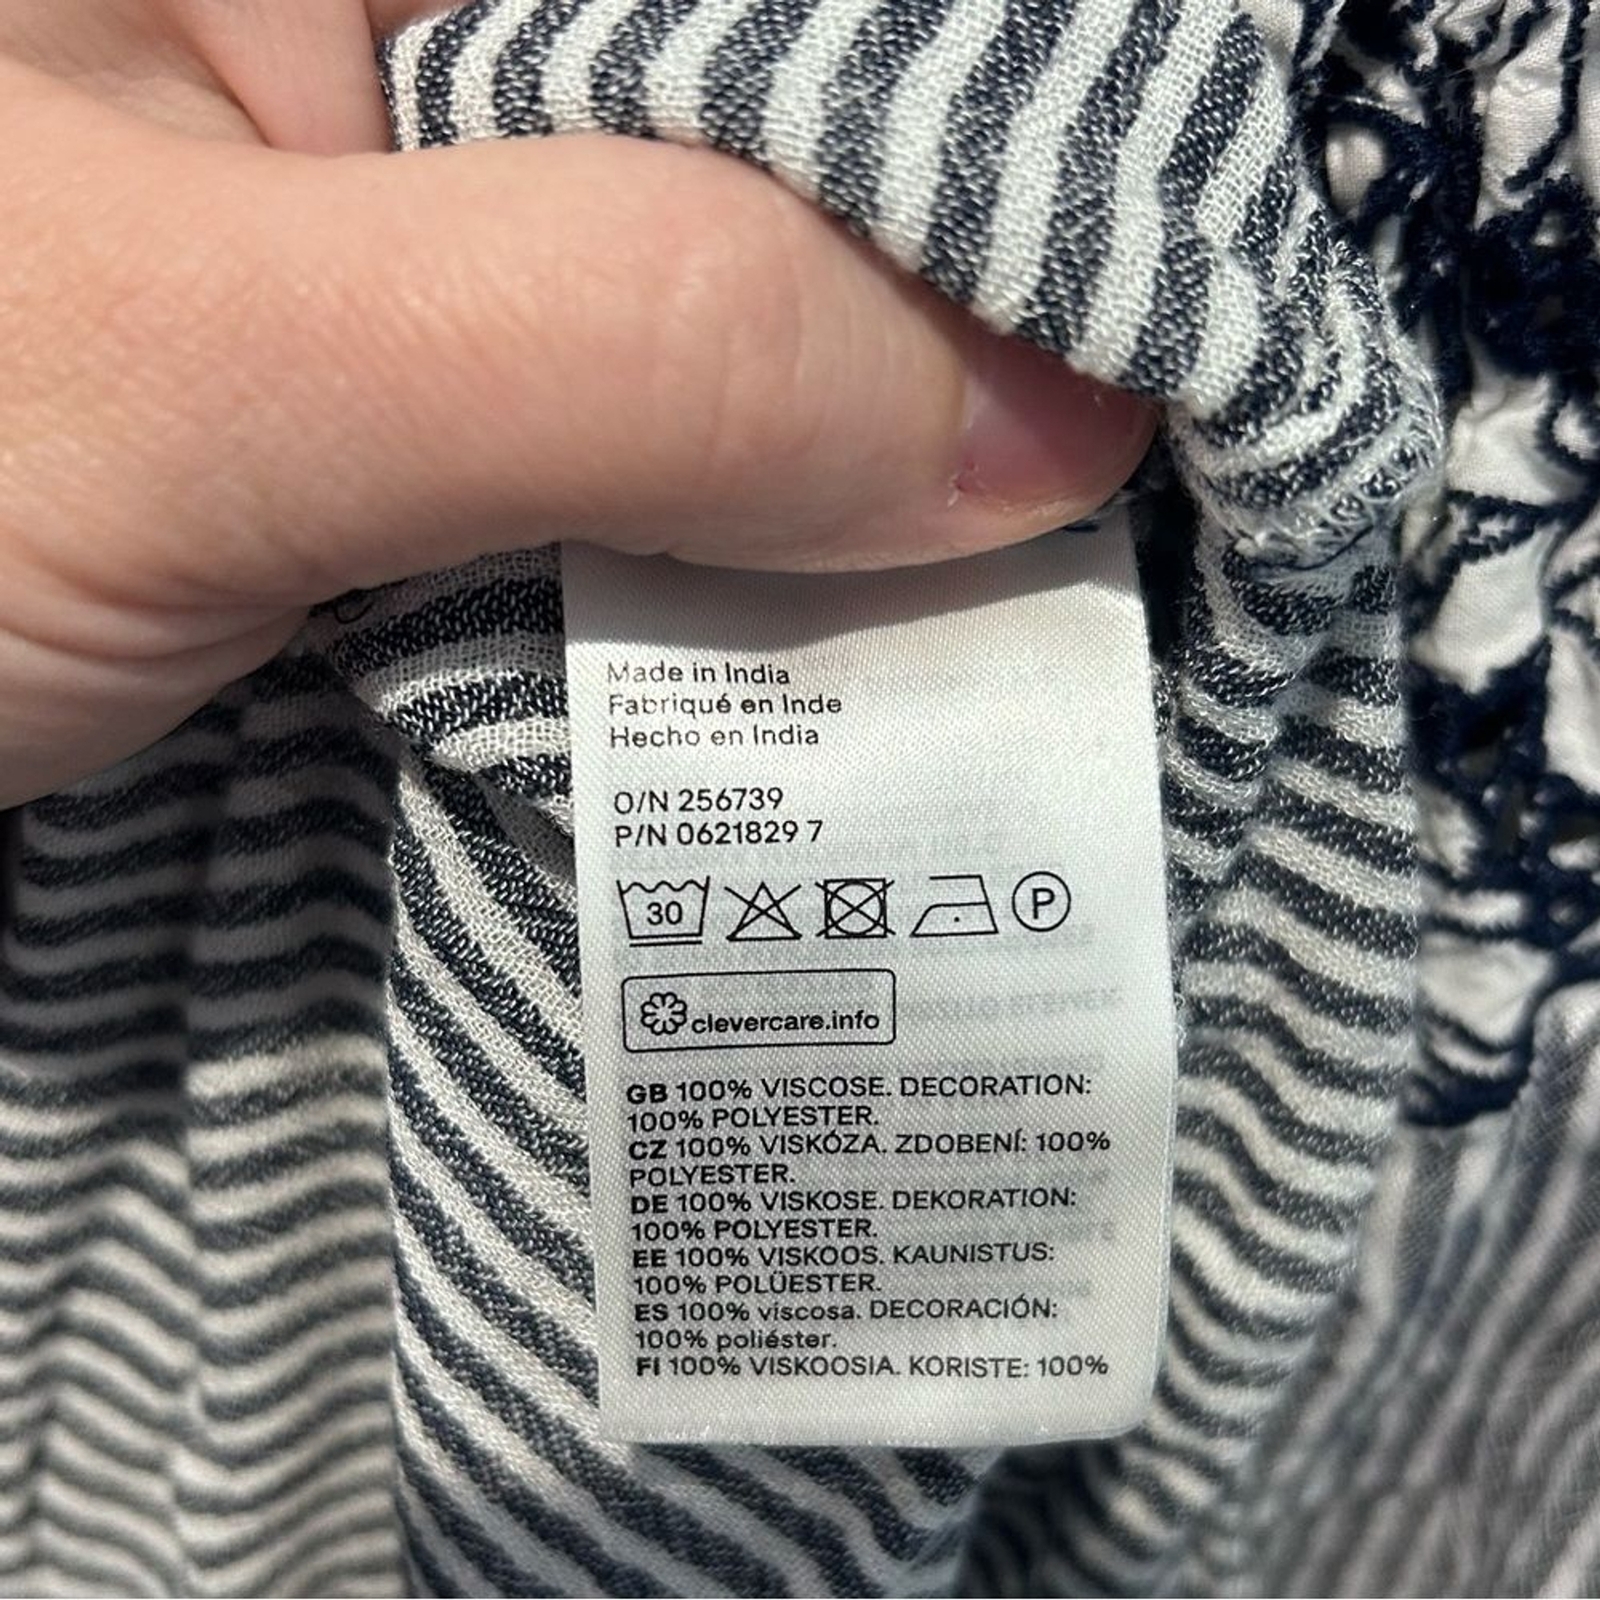 Made in India
Fabriqué en Inde
Hecho en India
O/N 256739
P/N 0621829 7
30 P
clevercare.info
GB 100% VISCOSE. DECORATION:
100% POLYESTER.
CZ 100% VISKÓZA. ZDOBENÍ: 100%
POLYESTER.
DE 100% VISKOSE. DEKORATION:
100% POLYESTER.
EE 100% VISKOOS. KAUNISTUS:
100% POLÜESTER.
ES 100% viscosa. DECORACIÓN:
100% poliéster.
FI 100% VISKOOSIA. KORISTE: 100%